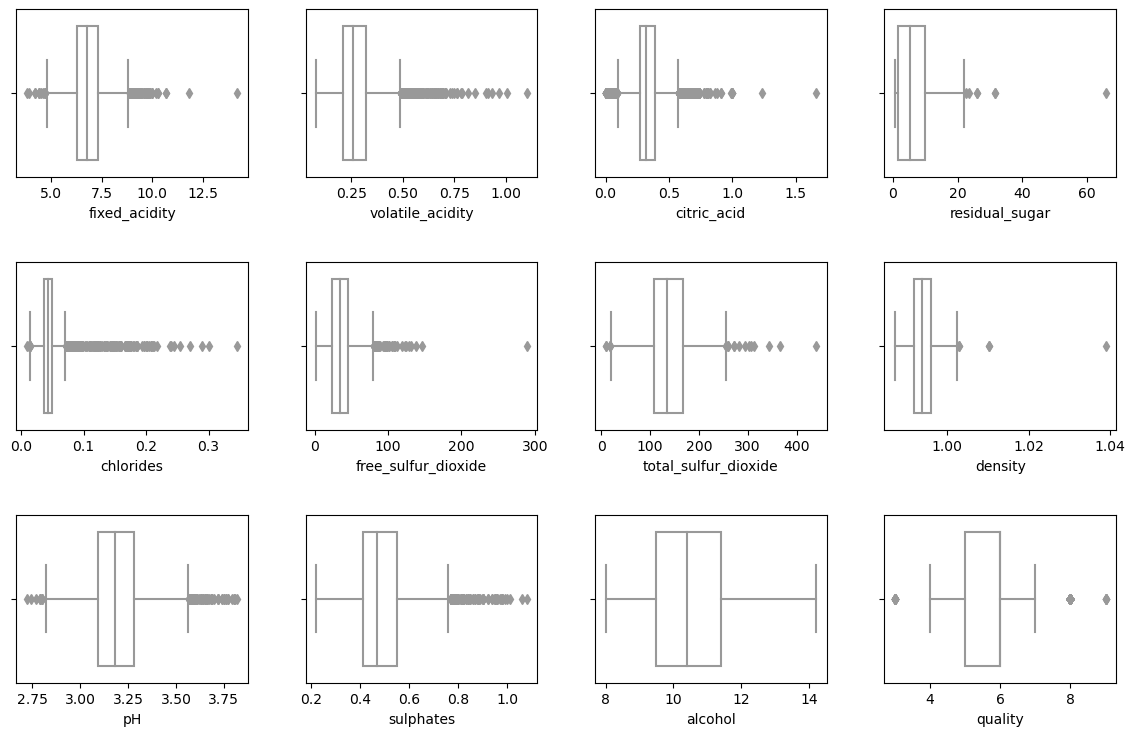 5.0 7.5 10.0 12.5
fixed_acidity
0.25 0.50 0.75 1.00
volatile_acidity
0.0 0.5 1.0 1.5
citric_acid
0 20 40 60
residual_sugar
0.0 0.1 0.2 0.3
chlorides
0 100 200 300
free_sulfur_dioxide
0 100 200 300 400
total_sulfur_dioxide
1.00 1.02 1.04
density
2.75 3.00 3.25 3.50 3.75
pH
0.2 0.4 0.6 0.8 1.0
sulphates
8 10 12 14
alcohol
4 6 8
quality